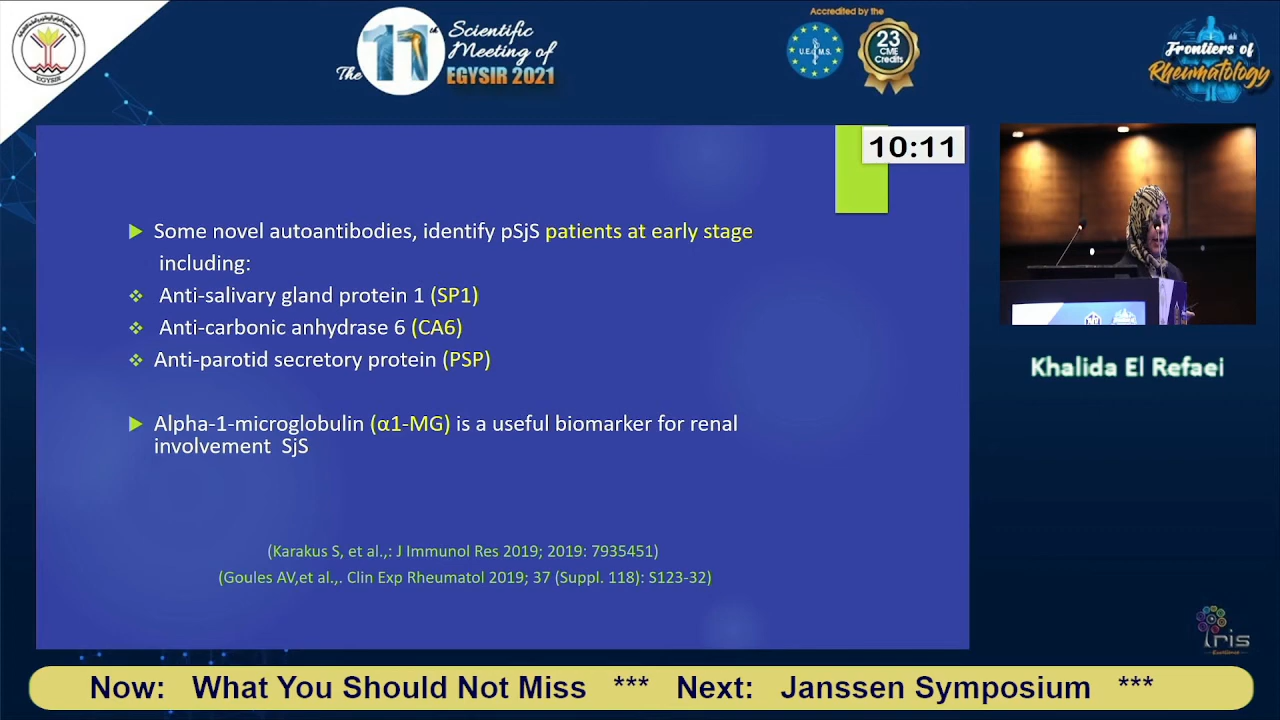 Accredited by the
The 11th Scientific
Meeting of
EGYSIR 2021
U.E.M.S.
23
CME
Credits
Frontiers of
Rheumatology
EGYSIR
10:11
Some novel autoantibodies, identify pSjS patients at early stage
including:
Anti-salivary gland protein 1 (SP1)
Anti-carbonic anhydrase 6 (CA6)
Anti-parotid secretory protein (PSP)
Alpha-1-microglobulin (α1-MG) is a useful biomarker for renal
involvement SjS
(Karakus S, et al.,: J Immunol Res 2019; 2019: 7935451)
(Goules AV,et al.,. Clin Exp Rheumatol 2019; 37 (Suppl. 118): S123-32)
Khalida El Refaei
Iris
Now: What You Should Not Miss *** Next: Janssen Symposium ***